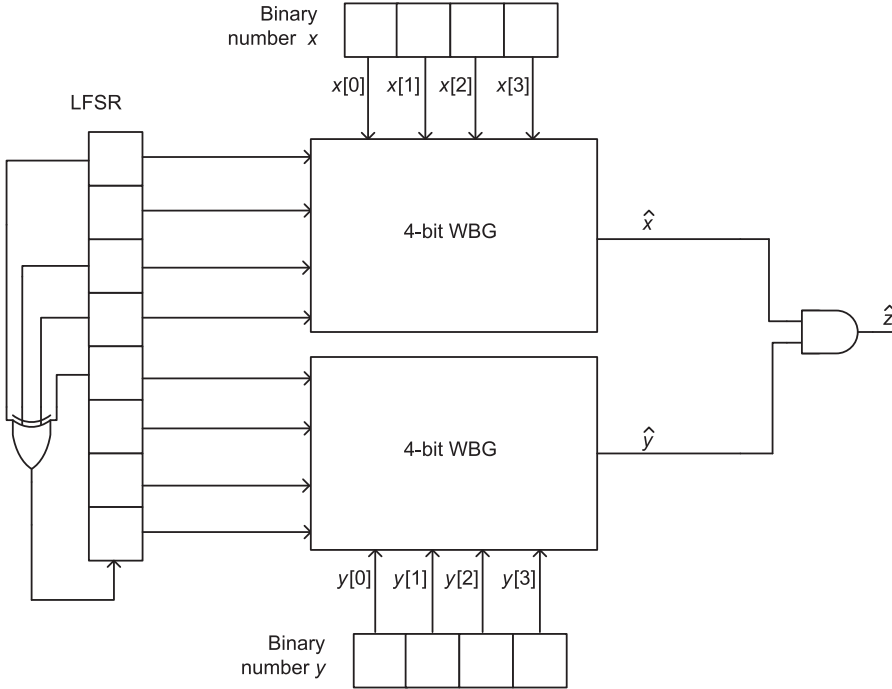 Binary
number x
x[0] x[1] x[2] x[3]
LFSR
4-bit WBG
x̂
ẑ
4-bit WBG
ŷ
y[0] y[1] y[2] y[3]
Binary
number y